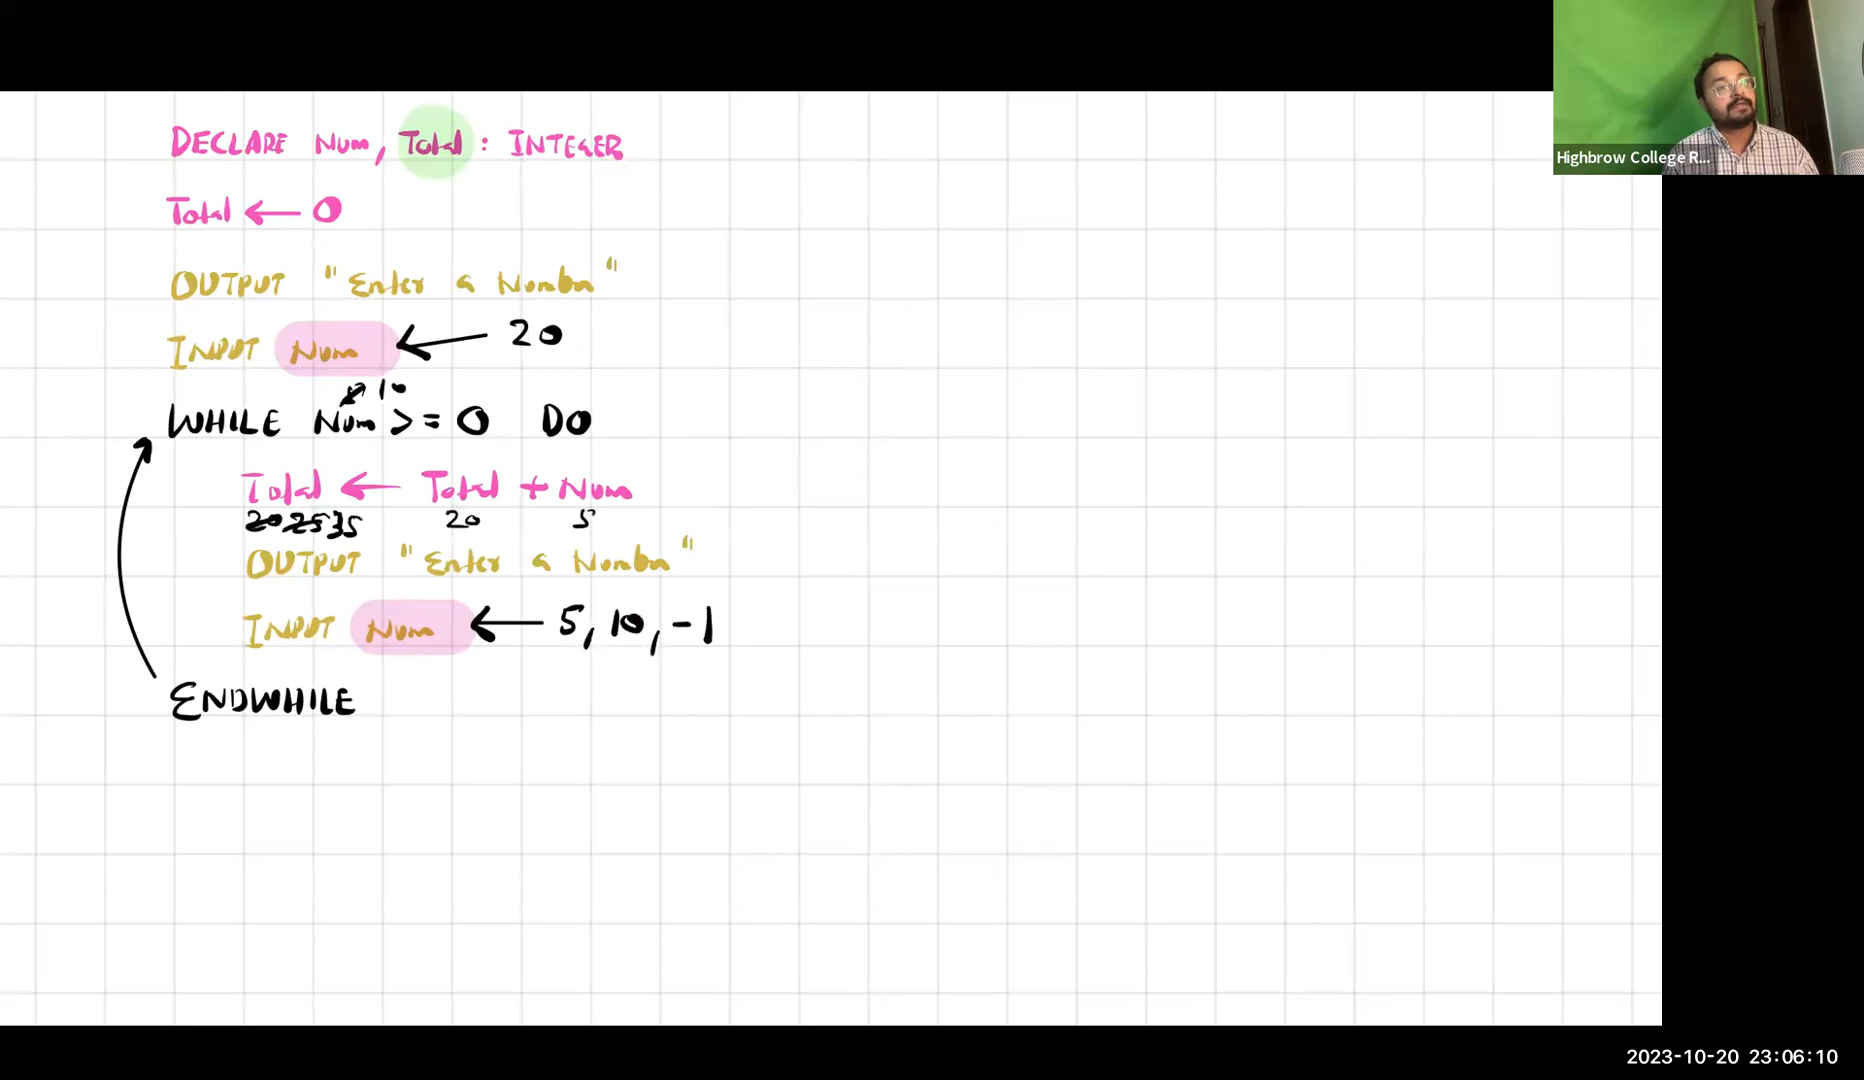 DECLARE Num, Total : INTEGER
Total ← 0
OUTPUT "Enter a Number"
INPUT Num ← 20
10
WHILE Num >= 0 DO
Total ← Total + Num
20 25 35 20 5
OUTPUT "Enter a Number"
INPUT Num ← 5, 10, -1
ENDWHILE
Highbrow College R...
2023-10-20 23:06:10